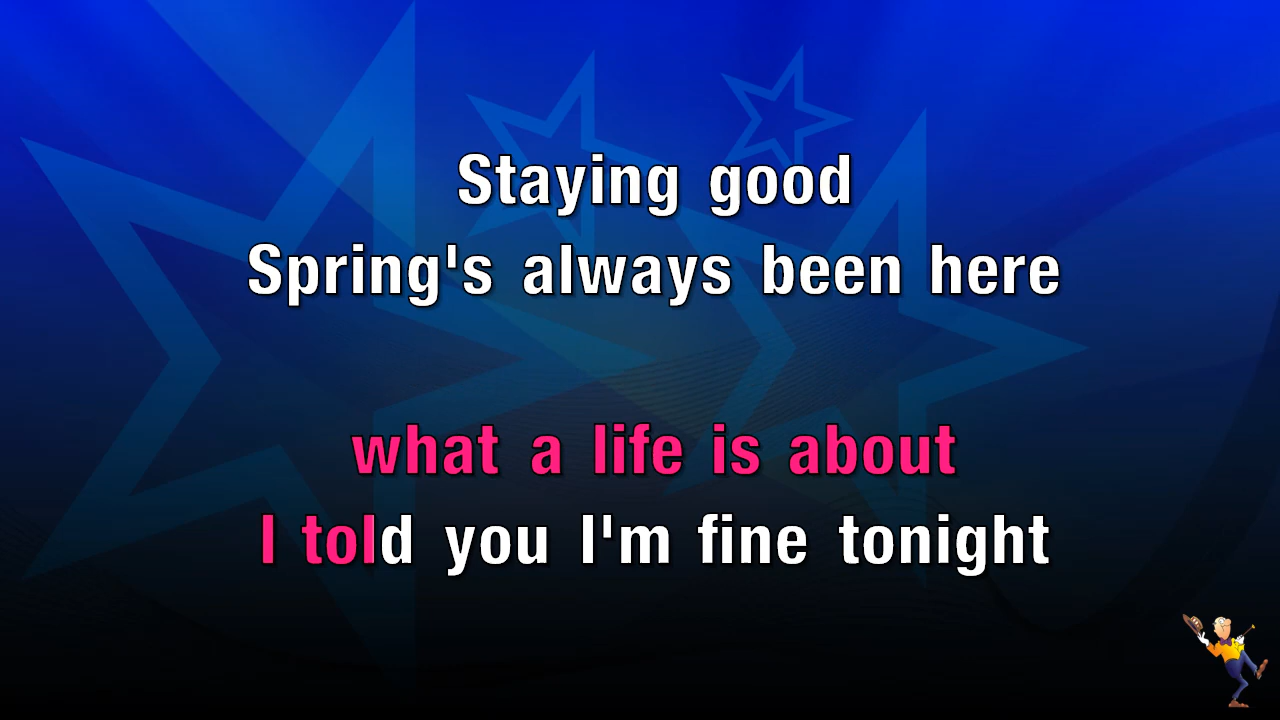 Staying good
Spring's always been here
what a life is about
I told you I'm fine tonight